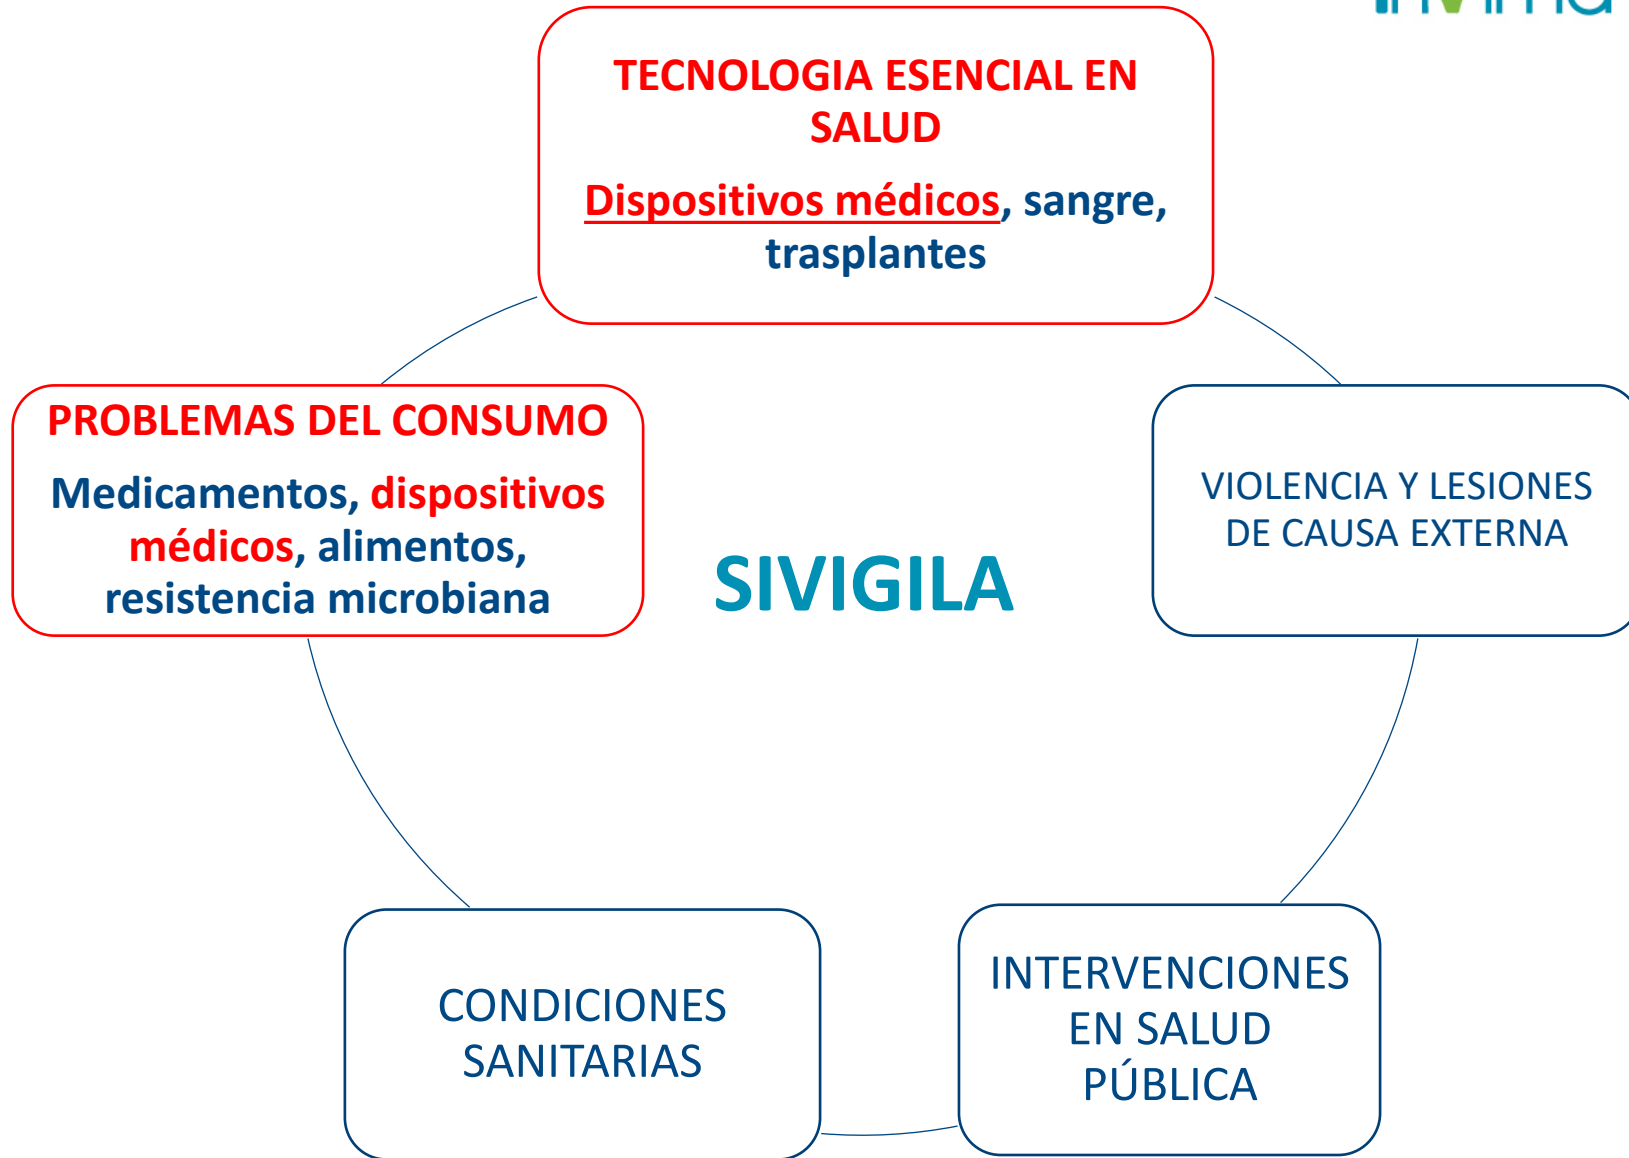 invima
TECNOLOGIA ESENCIAL EN
SALUD
Dispositivos médicos, sangre,
trasplantes
PROBLEMAS DEL CONSUMO
Medicamentos, dispositivos
médicos, alimentos,
resistencia microbiana
SIVIGILA
VIOLENCIA Y LESIONES
DE CAUSA EXTERNA
CONDICIONES
SANITARIAS
INTERVENCIONES
EN SALUD
PÚBLICA